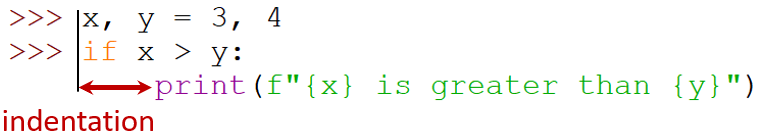 >>> x, y = 3, 4
>>> if x > y:
print(f"{x} is greater than {y}")
indentation